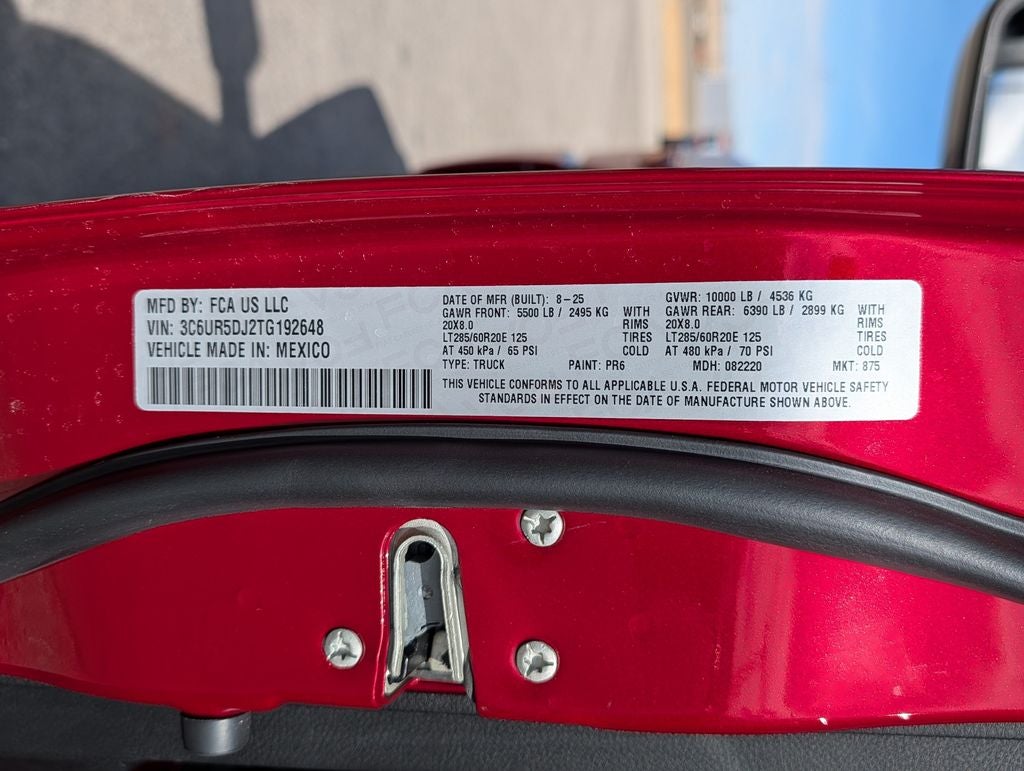 MFD BY: FCA US LLC
VIN: 3C6UR5DJ2TG192648
VEHICLE MADE IN: MEXICO
DATE OF MFR (BUILT): 8-25
GVWR: 10000 LB / 4536 KG
GAWR FRONT: 5500 LB / 2495 KG WITH
GAWR REAR: 6390 LB / 2899 KG WITH
20X8.0 RIMS
20X8.0 RIMS
LT285/60R20E 125 TIRES
LT285/60R20E 125 TIRES
AT 450 kPa / 65 PSI COLD
AT 480 kPa / 70 PSI COLD
TYPE: TRUCK PAINT: PR6 MDH: 082220 MKT: 875
THIS VEHICLE CONFORMS TO ALL APPLICABLE U.S.A. FEDERAL MOTOR VEHICLE SAFETY
STANDARDS IN EFFECT ON THE DATE OF MANUFACTURE SHOWN ABOVE.